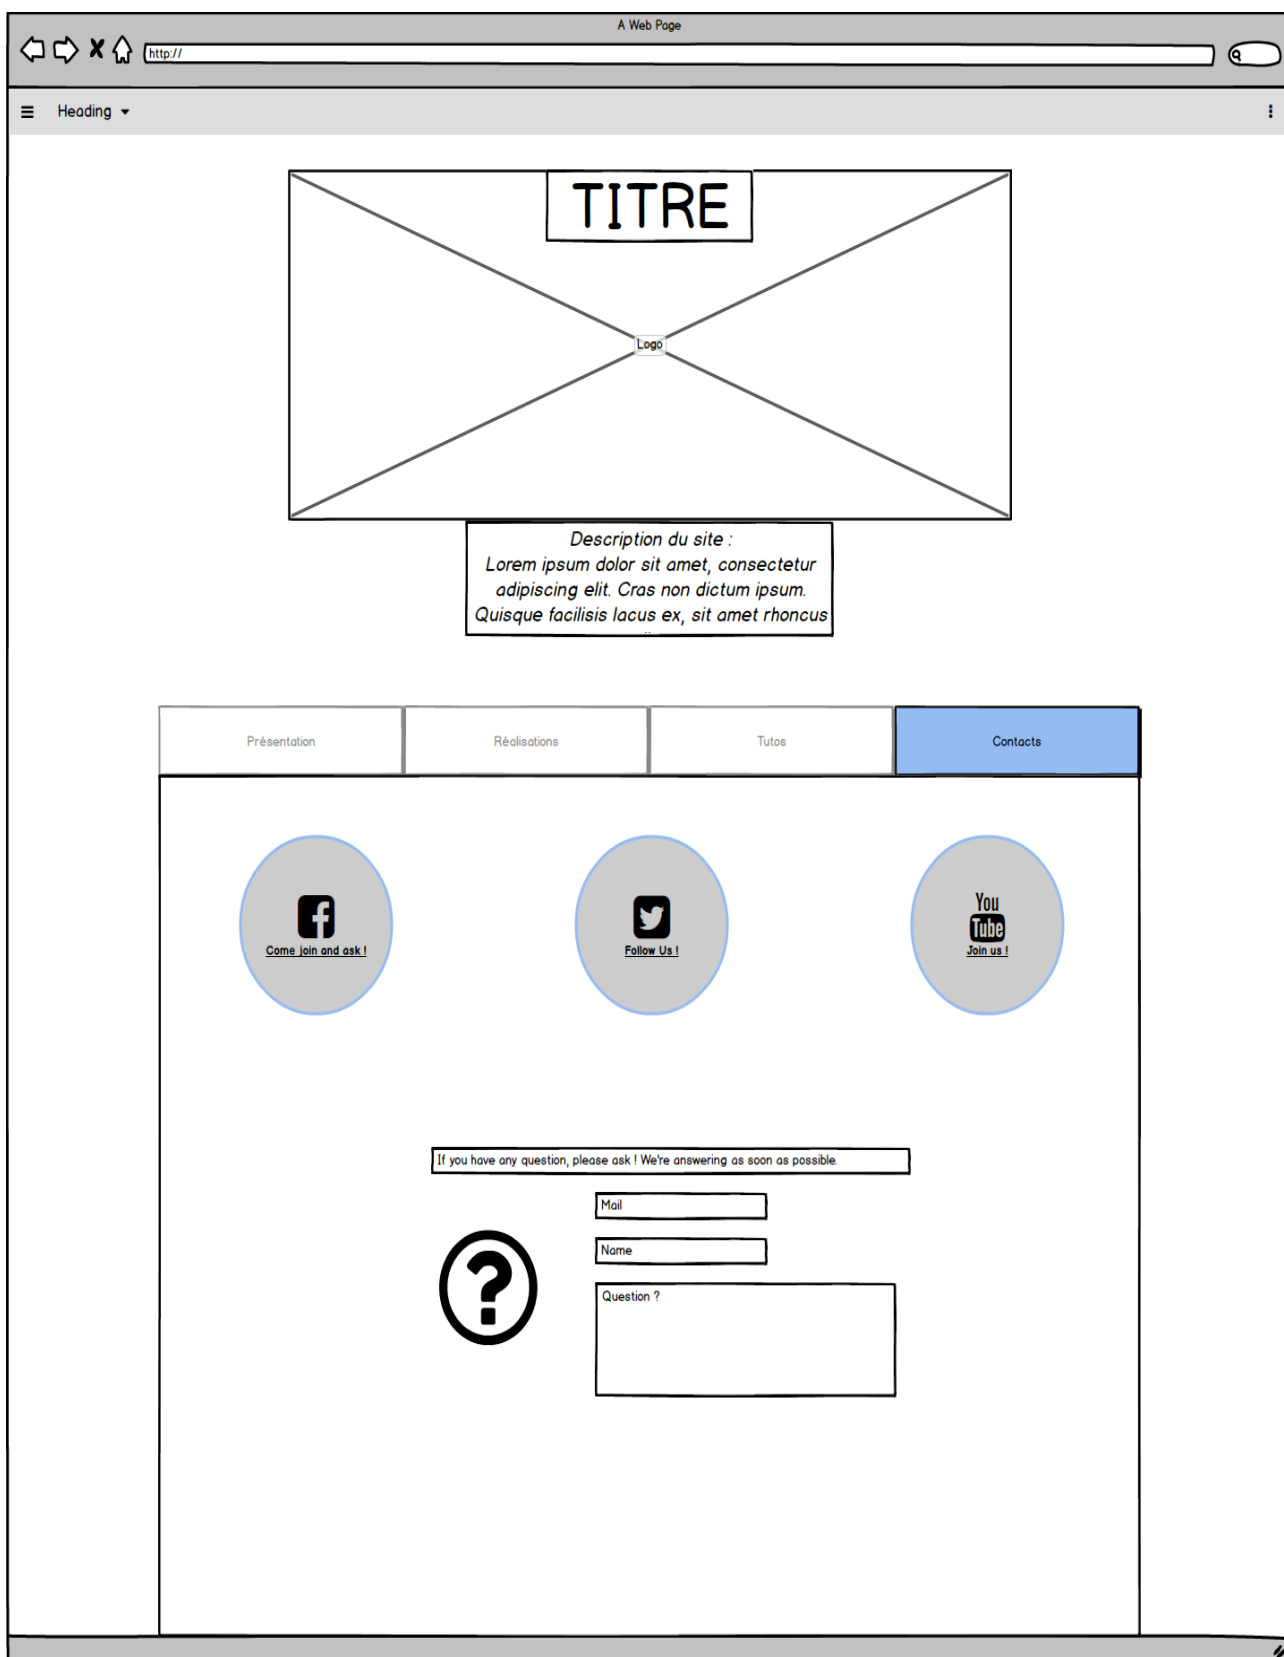 A Web Page
http://
Heading
TITRE
Logo
Description du site :
Lorem ipsum dolor sit amet, consectetur
adipiscing elit. Cras non dictum ipsum.
Quisque facilisis lacus ex, sit amet rhoncus
Présentation Réalisations Tutos Contacts
Come join and ask !
Follow Us !
You
Tube
Join us !
If you have any question, please ask ! We're answering as soon as possible.
Mail
Name
Question ?